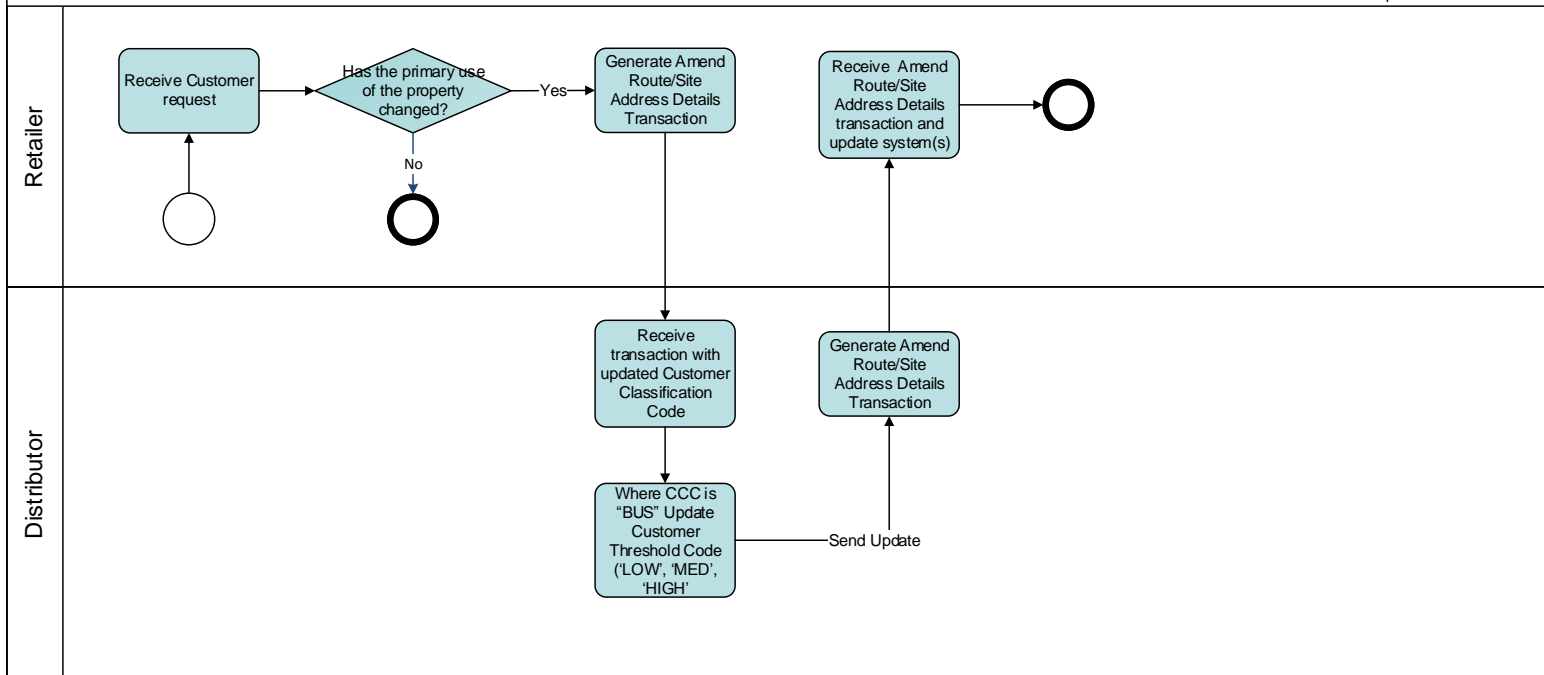 Retailer
Receive Customer
request
Has the primary use
of the property
changed?
Yes
No
Generate Amend
Route/Site
Address Details
Transaction
Receive Amend
Route/Site
Address Details
transaction and
update system(s)
Distributor
Receive
transaction with
updated Customer
Classification
Code
Where CCC is
“BUS” Update
Customer
Threshold Code
(‘LOW’, ‘MED’,
‘HIGH’
Send Update
Generate Amend
Route/Site
Address Details
Transaction